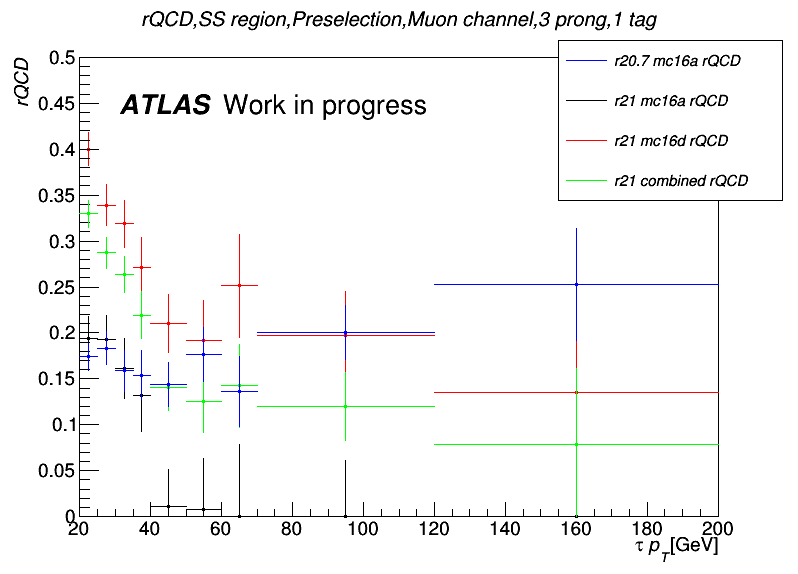 rQCD,SS region,Preselection,Muon channel,3 prong,1 tag
rQCD
0.5
0.45
0.4
0.35
0.3
0.25
0.2
0.15
0.1
0.05
0
ATLAS Work in progress
r20.7 mc16a rQCD
r21 mc16a rQCD
r21 mc16d rQCD
r21 combined rQCD
20 40 60 80 100 120 140 160 180 200
τ p_T[GeV]